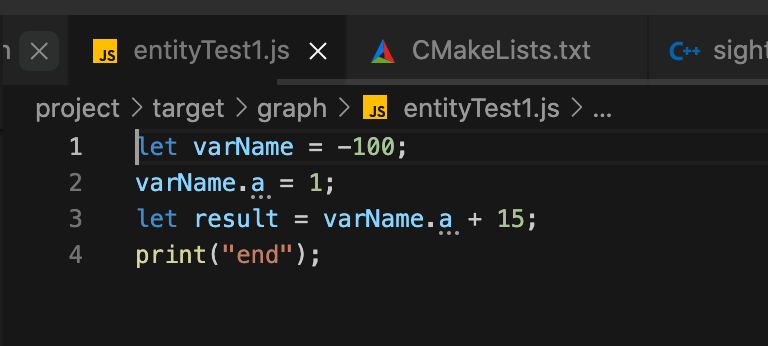 n JS entityTest1.js CMakeLists.txt C++ sight
project > target > graph > JS entityTest1.js > ...
1 let varName = -100;
2 varName.a = 1;
3 let result = varName.a + 15;
4 print("end");